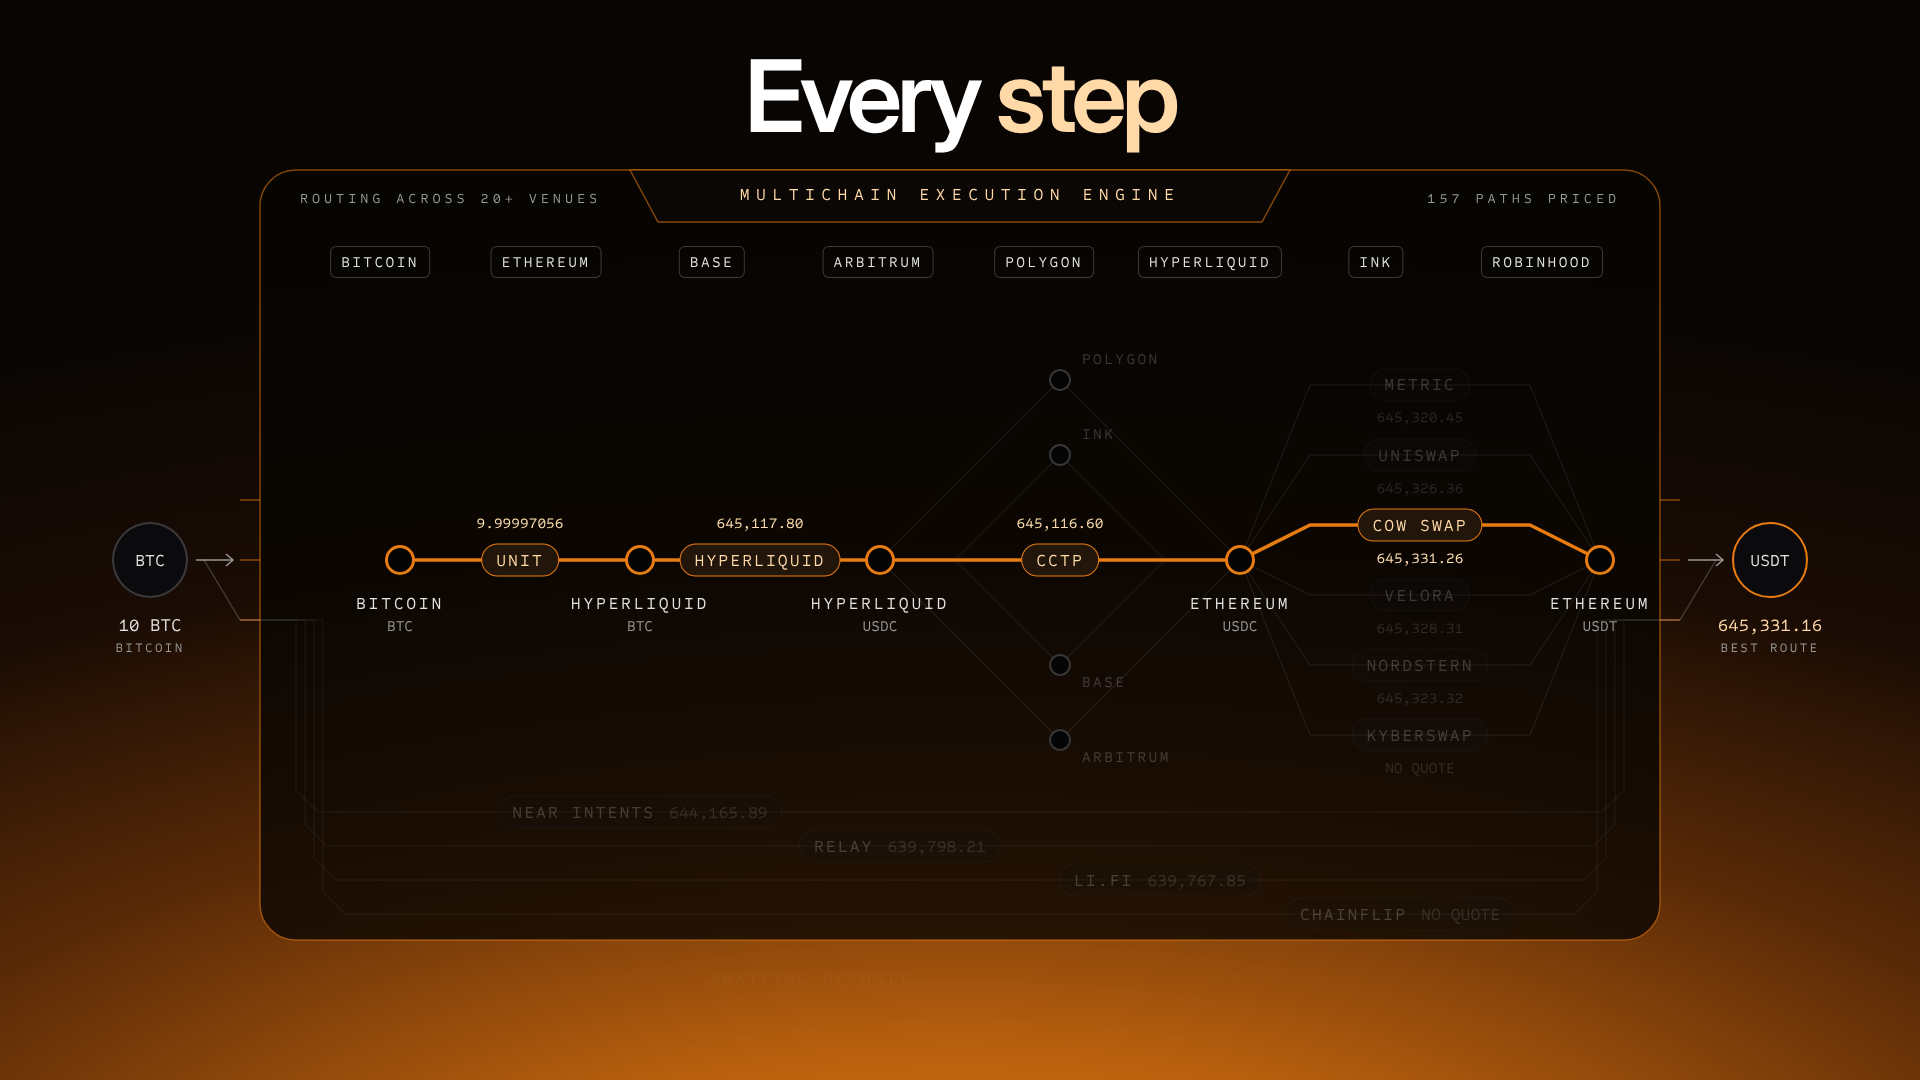 Every step
MULTICHAIN EXECUTION ENGINE
ROUTING ACROSS 20+ VENUES
157 PATHS PRICED
BITCOIN
ETHEREUM
BASE
ARBITRUM
POLYGON
HYPERLIQUID
INK
ROBINHOOD
POLYGON
INK
METRIC
645,320.45
UNISWAP
645,326.36
9.99997056
645,117.80
645,116.60
COW SWAP
645,331.26
BTC
UNIT
HYPERLIQUID
CCTP
USDT
BITCOIN
BTC
HYPERLIQUID
BTC
HYPERLIQUID
USDC
ETHEREUM
USDC
ETHEREUM
USDT
VELORA
645,328.31
10 BTC
BITCOIN
645,331.16
BEST ROUTE
BASE
NORDSTERN
645,323.32
ARBITRUM
KYBERSWAP
NO QUOTE
NEAR INTENTS 644,165.89
RELAY 639,798.21
LI.FI 639,767.85
CHAINFLIP NO QUOTE
AWAITING DEPOSIT